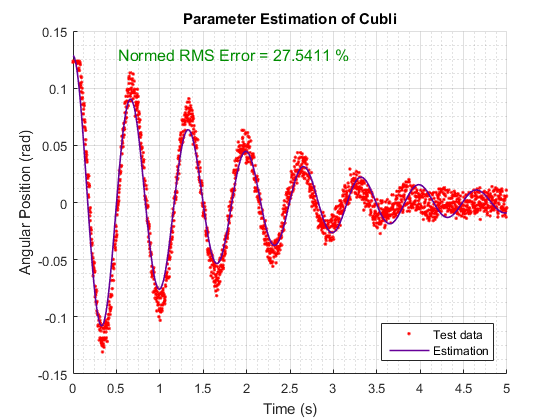 Parameter Estimation of Cubli
Normed RMS Error = 27.5411 %
Angular Position (rad)
0.15
0.1
0.05
0
-0.05
-0.1
-0.15
Test data
Estimation
0 0.5 1 1.5 2 2.5 3 3.5 4 4.5 5
Time (s)